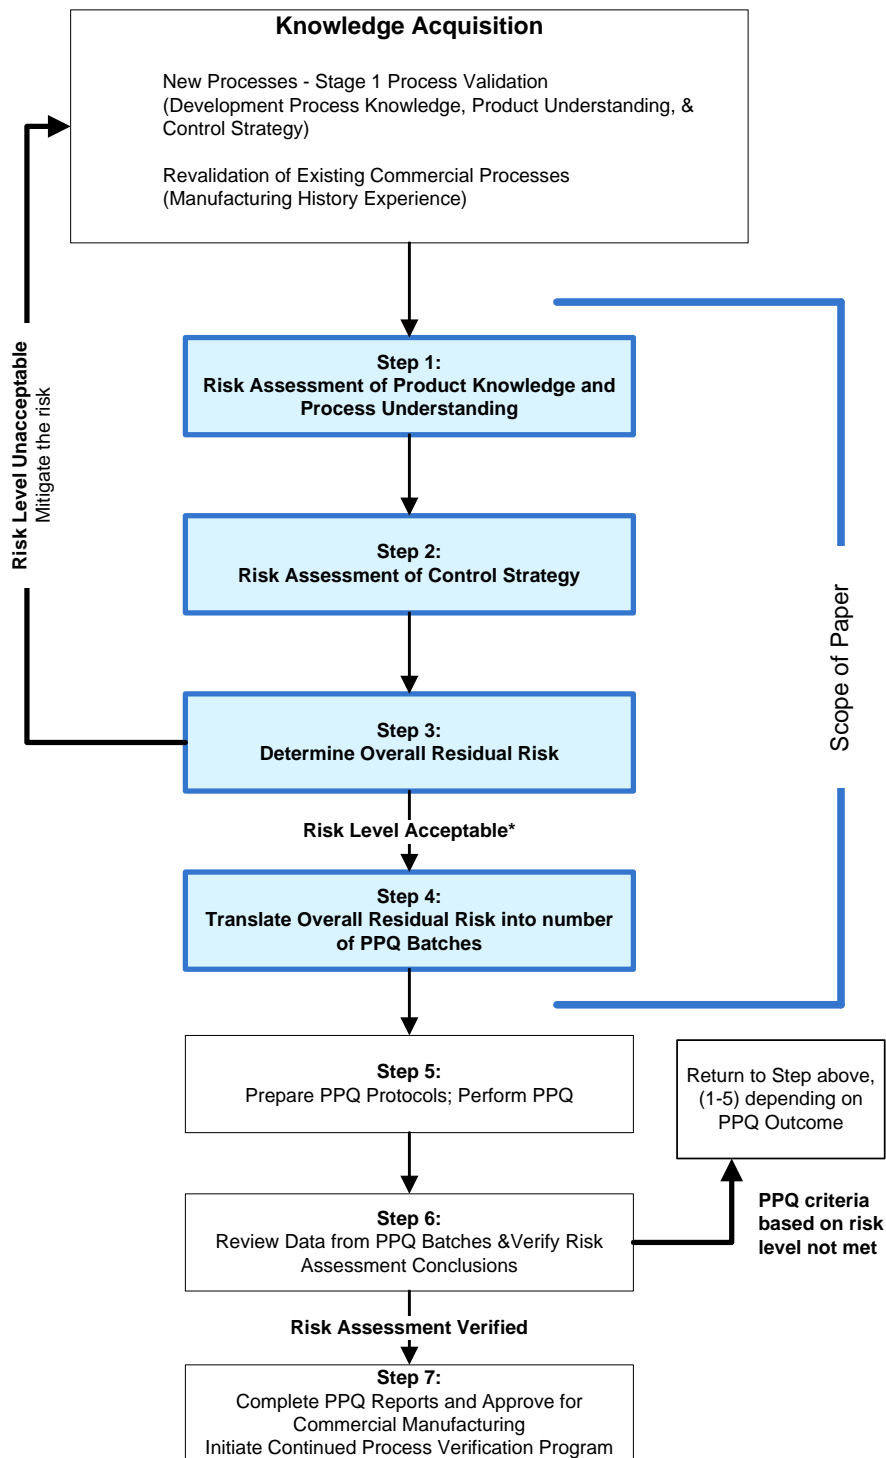 Knowledge Acquisition
New Processes - Stage 1 Process Validation
(Development Process Knowledge, Product Understanding, &
Control Strategy)
Revalidation of Existing Commercial Processes
(Manufacturing History Experience)
Risk Level Unacceptable
Mitigate the risk
Step 1:
Risk Assessment of Product Knowledge and
Process Understanding
Step 2:
Risk Assessment of Control Strategy
Scope of Paper
Step 3:
Determine Overall Residual Risk
Risk Level Acceptable*
Step 4:
Translate Overall Residual Risk into number
of PPQ Batches
Step 5:
Prepare PPQ Protocols; Perform PPQ
Return to Step above,
(1-5) depending on
PPQ Outcome
PPQ criteria
based on risk
level not met
Step 6:
Review Data from PPQ Batches &Verify Risk
Assessment Conclusions
Risk Assessment Verified
Step 7:
Complete PPQ Reports and Approve for
Commercial Manufacturing
Initiate Continued Process Verification Program